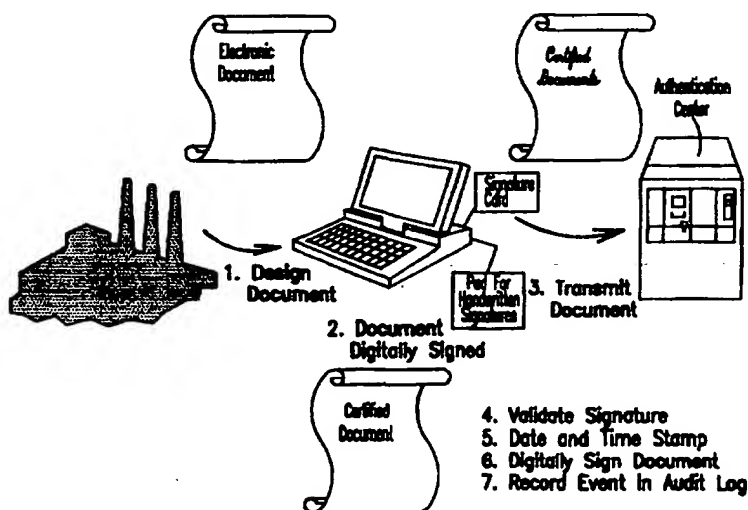 Electronic
Document
Certified
Documents
Authentication
Center
Signature
Card
1. Design
Document
Pad For
Handwritten
Signatures
3. Transmit
Document
2. Document
Digitally Signed
Certified
Document
4. Validate Signature
5. Date and Time Stamp
6. Digitally Sign Document
7. Record Event in Audit Log